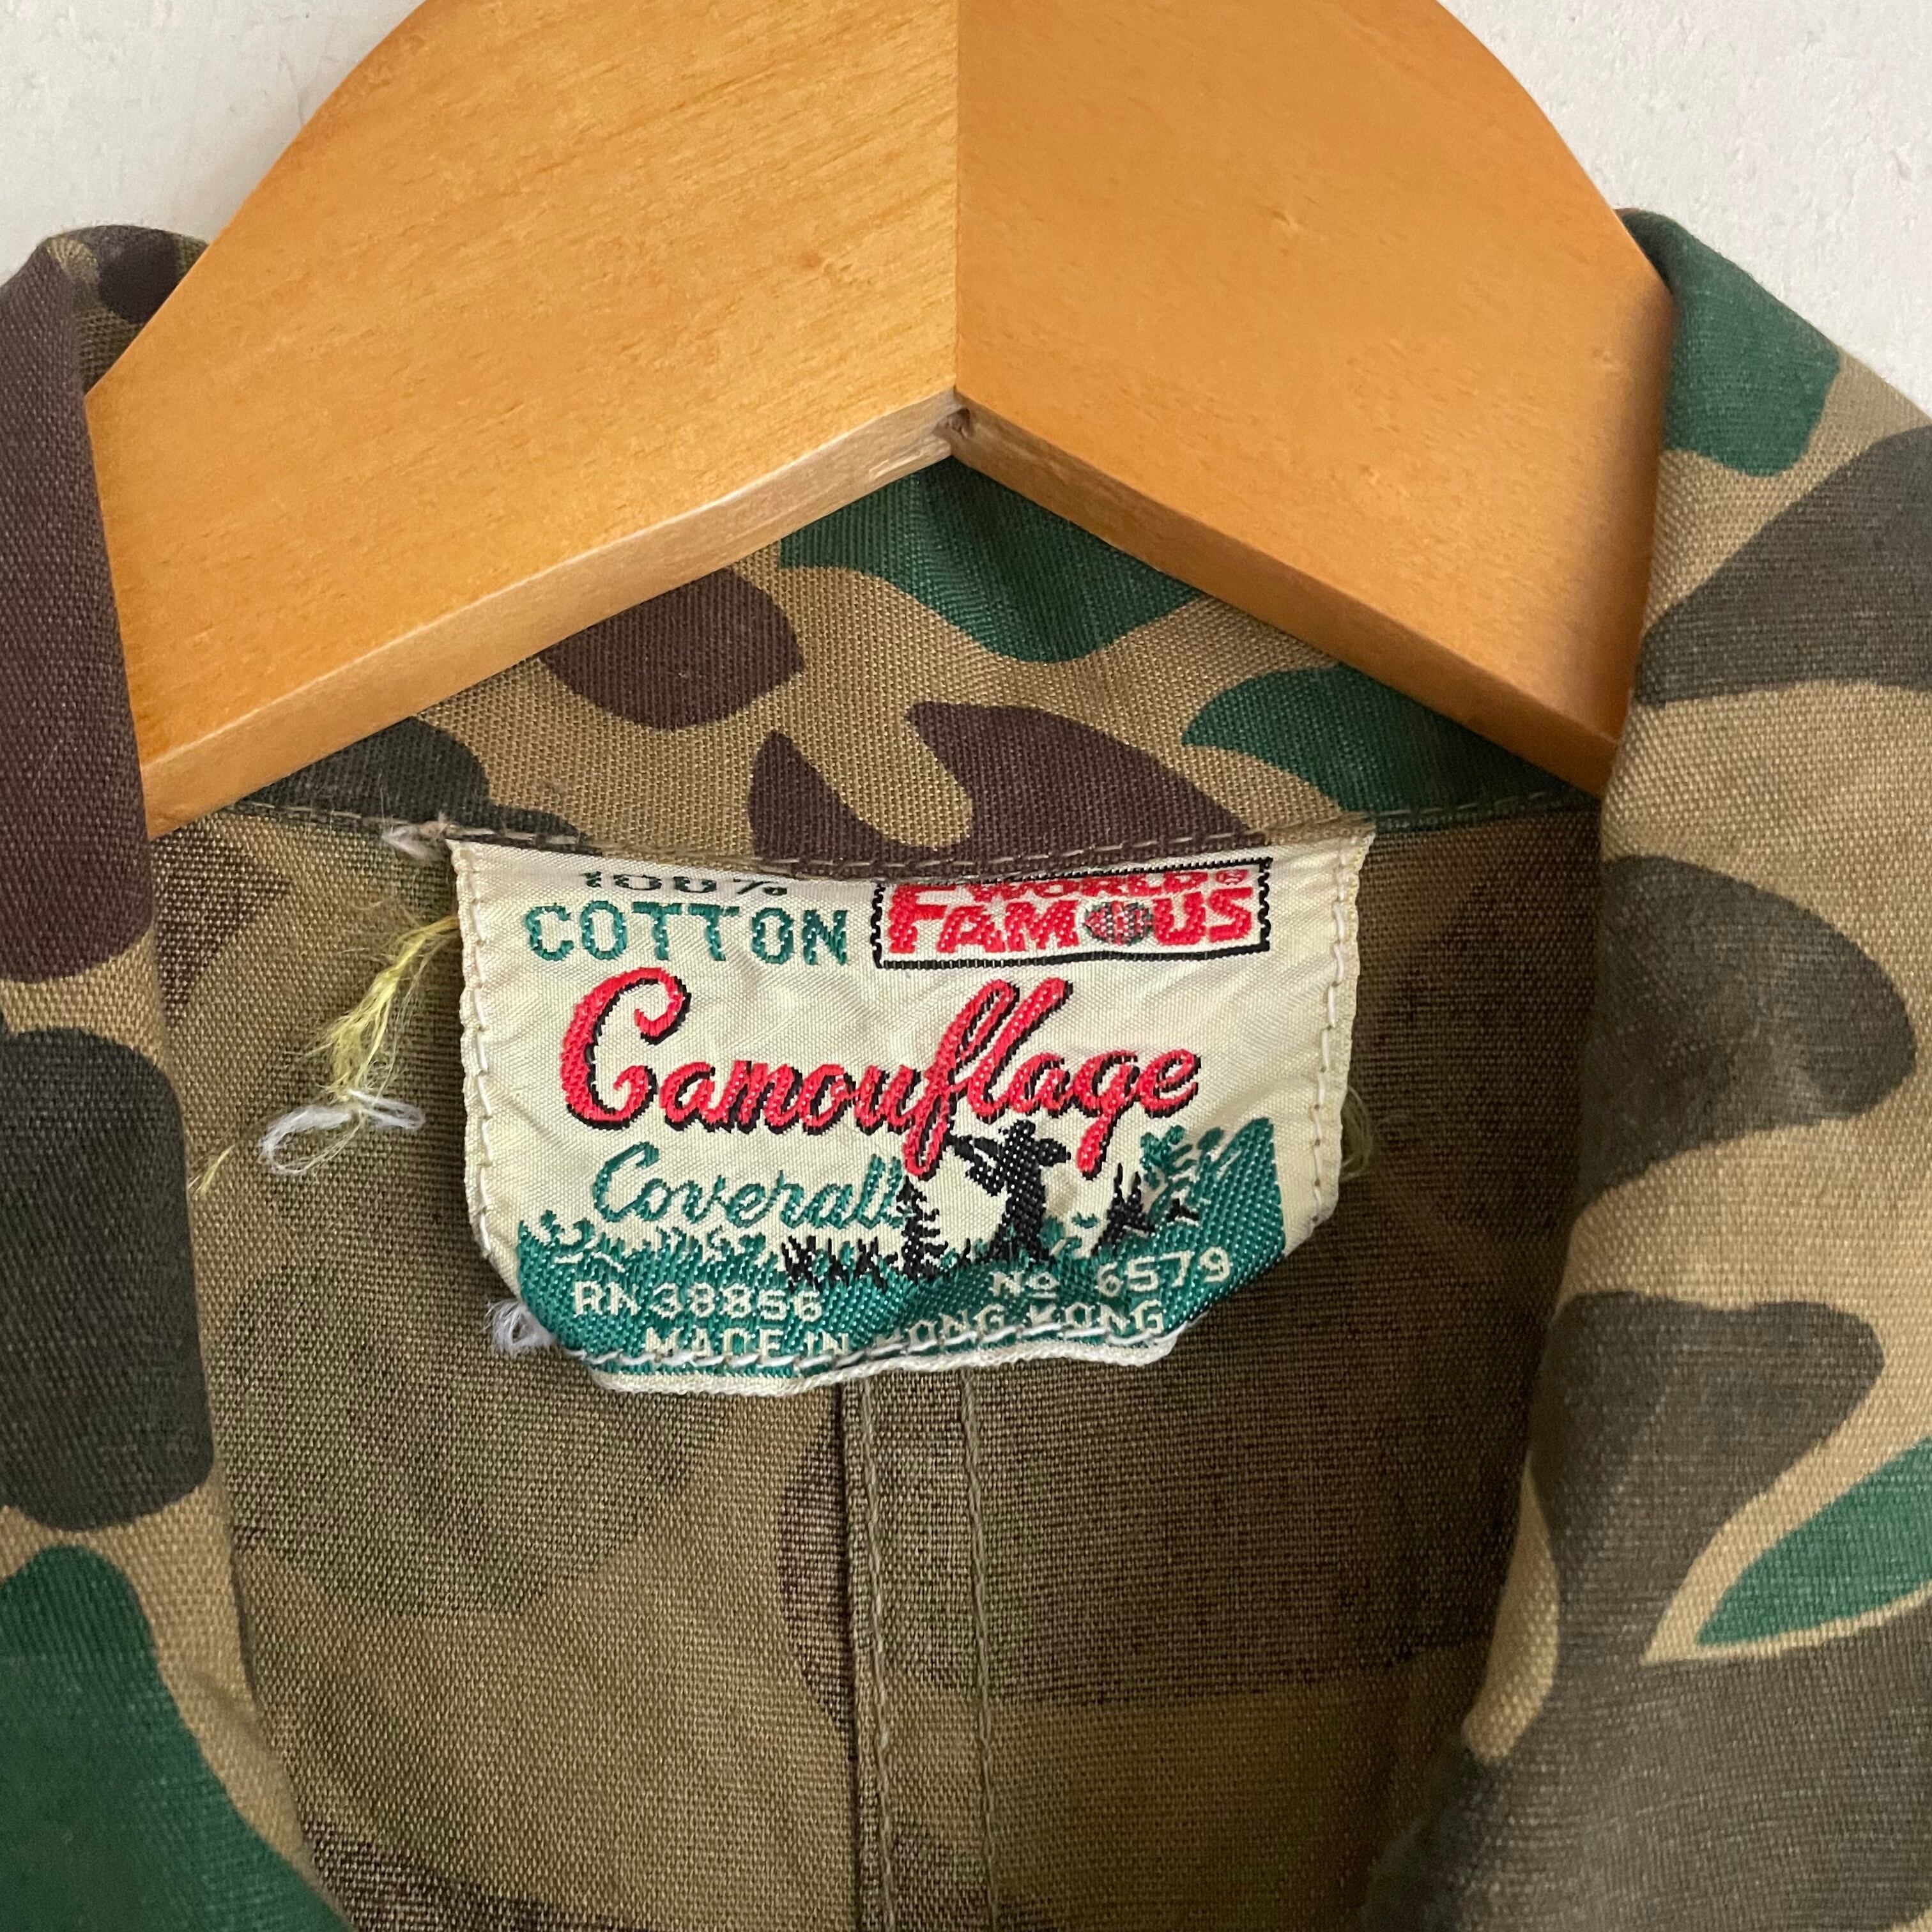 100%
COTTON
WORLD
FAMOUS
Camouflage
Coverall
RN 38856 No 6579
MADE IN HONG KONG